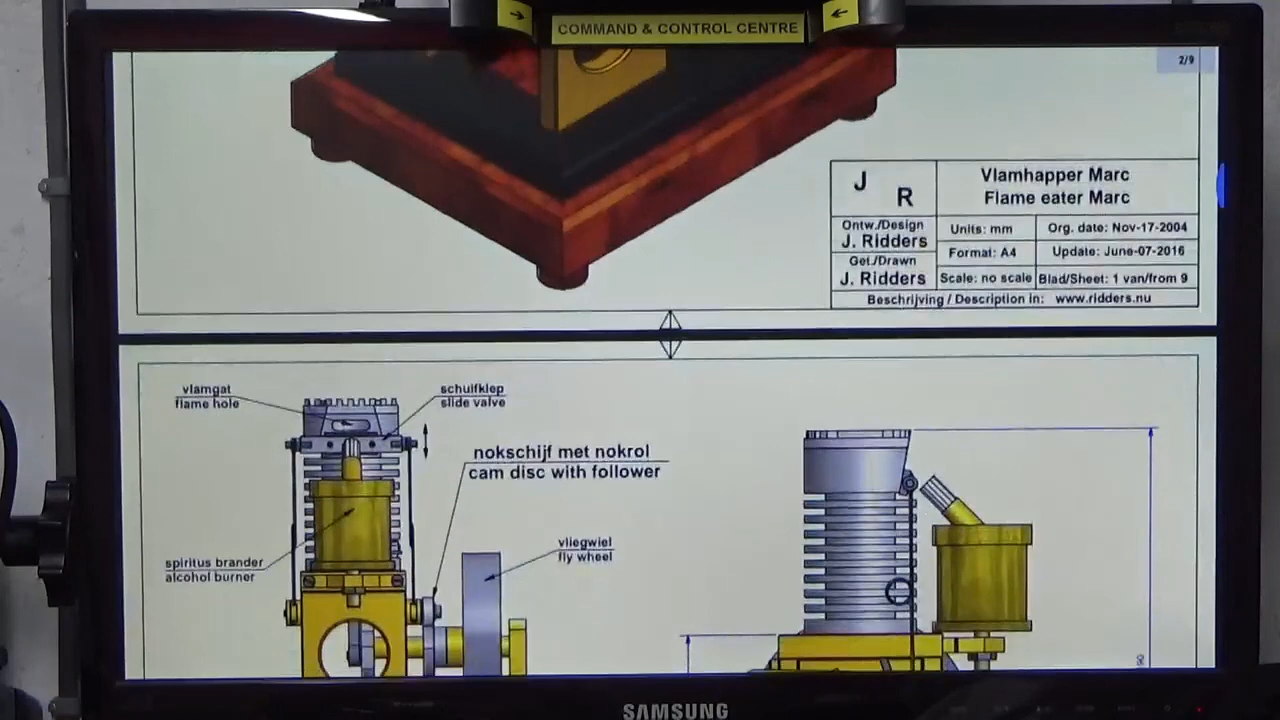 COMMAND & CONTROL CENTRE
2/9
J R
Vlamhapper Marc
Flame eater Marc
Ontw./Design
J. Ridders
Units: mm
Org. date: Nov-17-2004
Get./Drawn
J. Ridders
Format: A4
Update: June-07-2016
Scale: no scale
Blad/Sheet: 1 van/from 9
Beschrijving / Description in: www.ridders.nu
vlamgat
flame hole
schuifklep
slide valve
nokschijf met nokrol
cam disc with follower
vliegwiel
fly wheel
spiritus brander
alcohol burner
SAMSUNG